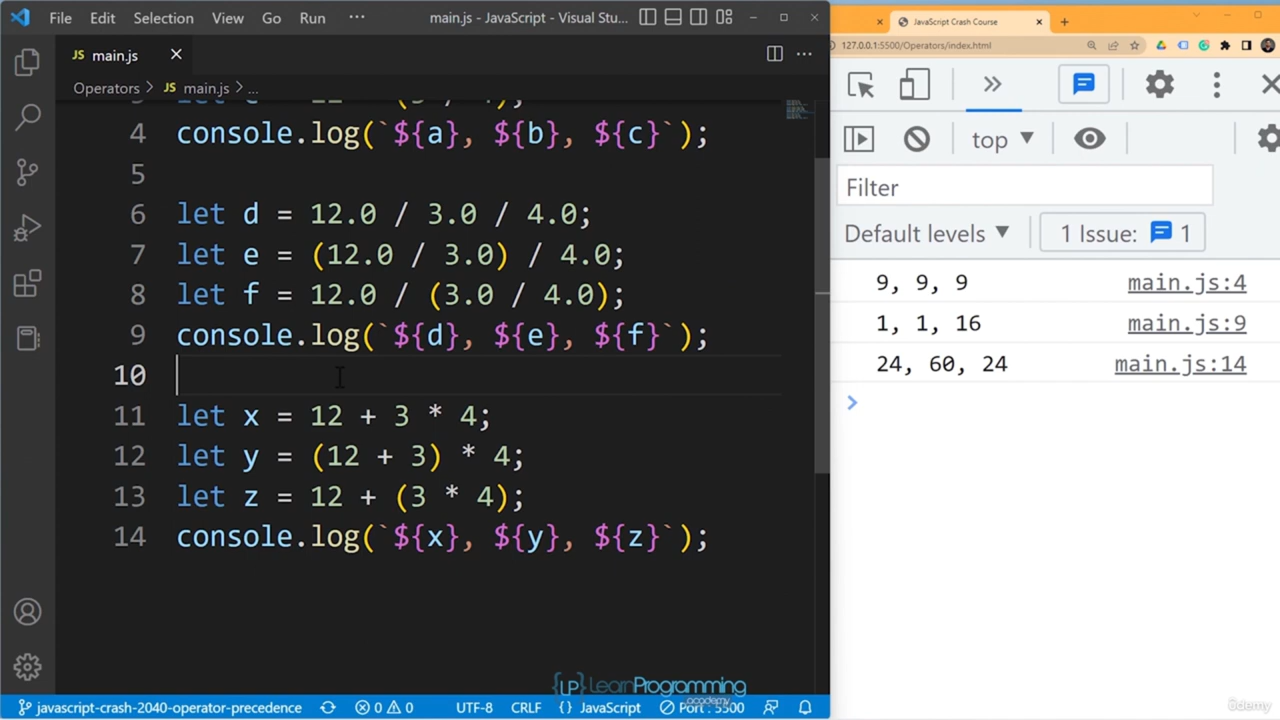 File Edit Selection View Go Run ··· main.js - JavaScript - Visual Stu...
JS main.js
Operators > JS main.js > ...
4 console.log(`${a}, ${b}, ${c}`);
5
6 let d = 12.0 / 3.0 / 4.0;
7 let e = (12.0 / 3.0) / 4.0;
8 let f = 12.0 / (3.0 / 4.0);
9 console.log(`${d}, ${e}, ${f}`);
10
11 let x = 12 + 3 * 4;
12 let y = (12 + 3) * 4;
13 let z = 12 + (3 * 4);
14 console.log(`${x}, ${y}, ${z}`);
{LP} LearnProgramming
academy
javascript-crash-2040-operator-precedence 0 0 UTF-8 CRLF {} JavaScript Port : 5500
JavaScript Crash Course
127.0.0.1:5500/Operators/index.html
top
Filter
Default levels 1 Issue: 1
9, 9, 9 main.js:4
1, 1, 16 main.js:9
24, 60, 24 main.js:14
ûdemy